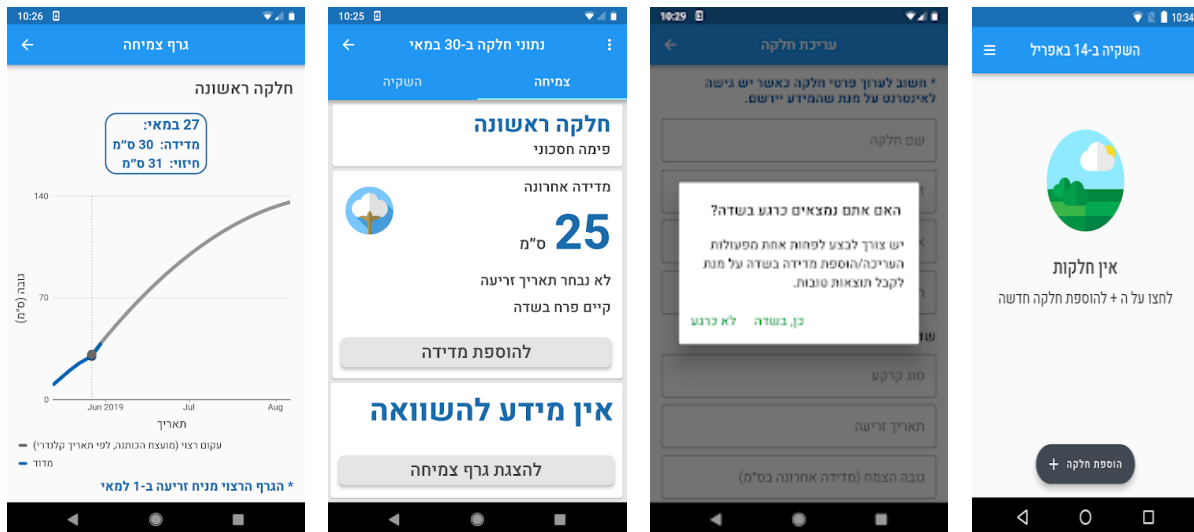 10:26
גרף צמיחה
חלקה ראשונה
27 במאי:
מדידה: 30 ס״מ
חיזוי: 31 ס״מ
140
70
0
גובה (ס״מ)
Jun 2019
Jul
Aug
תאריך
עקום רצוי (מועצת הכותנה, לפי תאריך קלנדרי)
מדוד
* הגרף הרצוי מניח זריעה ב-1 למאי
10:25
נתוני חלקה ב-30 במאי
צמיחה
השקיה
חלקה ראשונה
פימה חסכוני
מדידה אחרונה
25 ס״מ
לא נבחר תאריך זריעה
קיים פרח בשדה
להוספת מדידה
אין מידע להשוואה
להצגת גרף צמיחה
10:29
עריכת חלקה
* חשוב לערוך פרטי חלקה כאשר יש גישה
לאינטרנט על מנת שהמידע יירשם.
שם חלקה
האם אתם נמצאים כרגע בשדה?
יש צורך לבצע לפחות אחת מפעולות
העריכה/הוספת מדידה בשדה על מנת
לקבל תוצאות טובות.
כן, בשדה
לא כרגע
סוג קרקע
תאריך זריעה
גובה הצמח (מדידה אחרונה בס״מ)
10:34
השקיה ב-14 באפריל
אין חלקות
לחצו על ה + להוספת חלקה חדשה
הוספת חלקה +